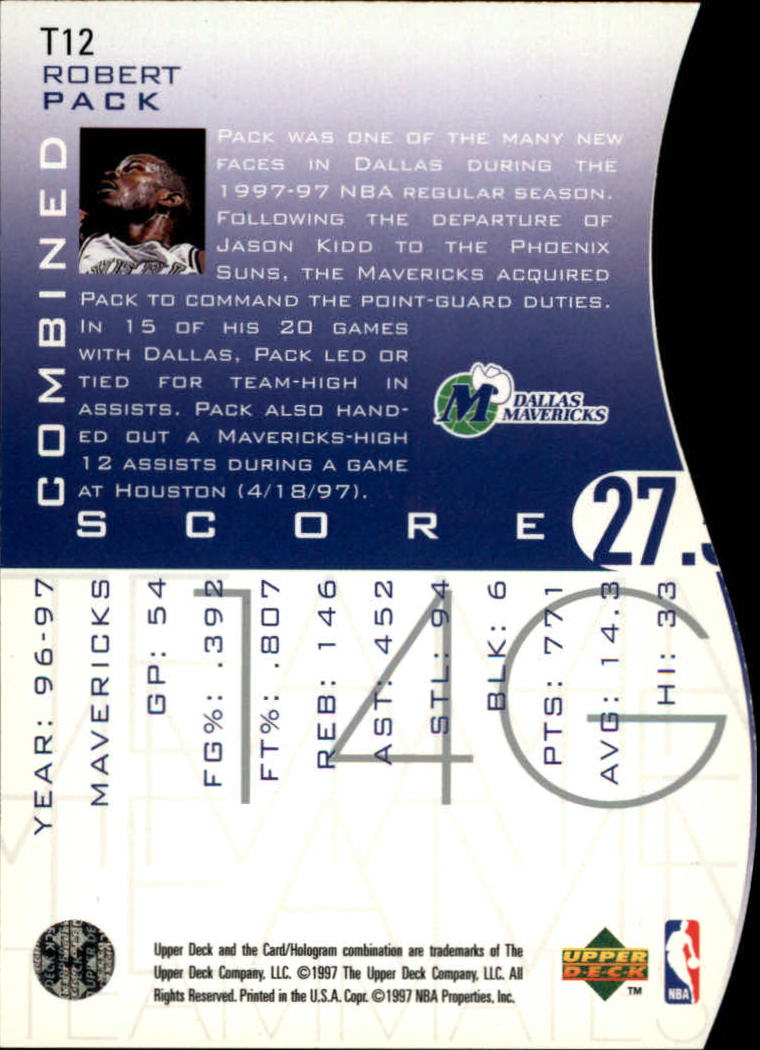 T12
ROBERT
PACK
COMBINED
PACK WAS ONE OF THE MANY NEW
FACES IN DALLAS DURING THE
1997-97 NBA REGULAR SEASON.
FOLLOWING THE DEPARTURE OF
JASON KIDD TO THE PHOENIX
SUNS, THE MAVERICKS ACQUIRED
PACK TO COMMAND THE POINT-GUARD DUTIES.
IN 15 OF HIS 20 GAMES
WITH DALLAS, PACK LED OR
TIED FOR TEAM-HIGH IN
ASSISTS. PACK ALSO HAND-
ED OUT A MAVERICKS-HIGH
12 ASSISTS DURING A GAME
AT HOUSTON (4/18/97).
M DALLAS
MAVERICKS
SCORE
27.
14G
YEAR: 96-97
MAVERICKS
GP: 54
FG%: .392
FT%: .807
REB: 146
AST: 452
STL: 94
BLK: 6
PTS: 771
AVG: 14.3
HI: 33
Upper Deck and the Card/Hologram combination are trademarks of The
Upper Deck Company, LLC. ©1997 The Upper Deck Company, LLC. All
Rights Reserved. Printed in the U.S.A. Copr. ©1997 NBA Properties, Inc.
UPPER
DECK
TM
NBA